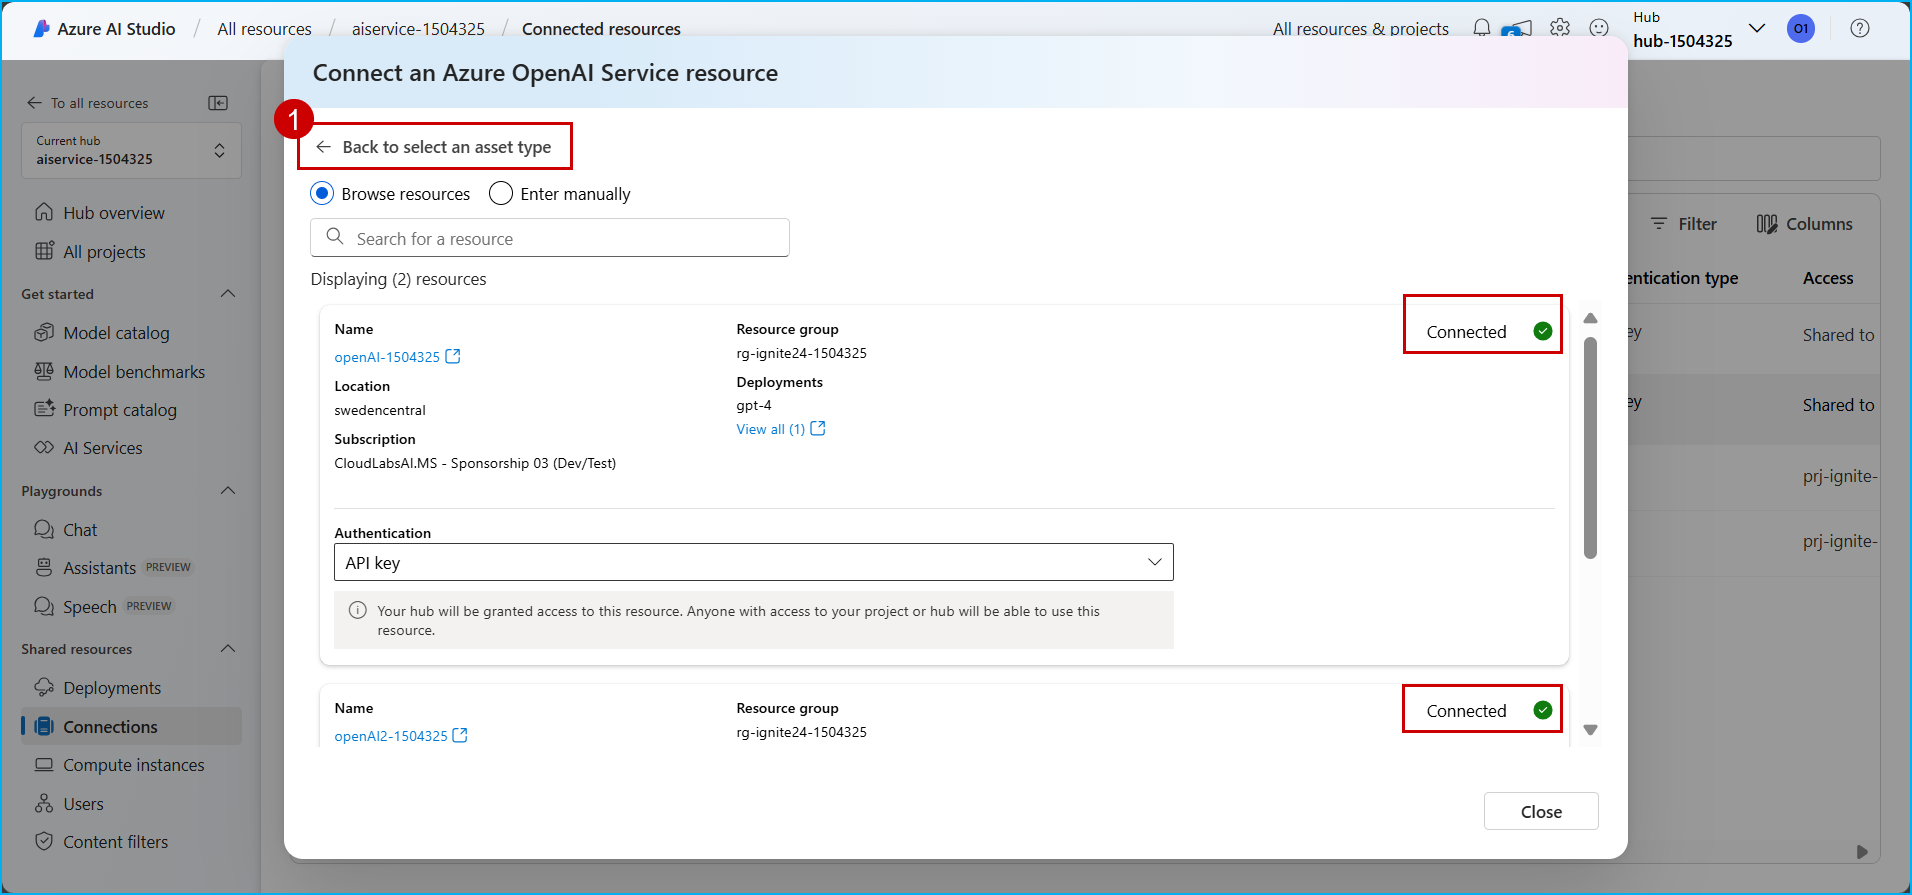 Azure AI Studio / All resources / aiservice-1504325 / Connected resources
All resources & projects
Hub
hub-1504325
O1
To all resources
Current hub
aiservice-1504325
Hub overview
All projects
Get started
Model catalog
Model benchmarks
Prompt catalog
AI Services
Playgrounds
Chat
Assistants PREVIEW
Speech PREVIEW
Shared resources
Deployments
Connections
Compute instances
Users
Content filters
Connect an Azure OpenAI Service resource
1
Back to select an asset type
Browse resources
Enter manually
Search for a resource
Displaying (2) resources
Name
openAI-1504325
Location
swedencentral
Subscription
CloudLabsAI.MS - Sponsorship 03 (Dev/Test)
Resource group
rg-ignite24-1504325
Deployments
gpt-4
View all (1)
Connected
Authentication
API key
Your hub will be granted access to this resource. Anyone with access to your project or hub will be able to use this
resource.
Name
openAI2-1504325
Resource group
rg-ignite24-1504325
Connected
Close
Filter
Columns
entication type
Access
ey
Shared to
ey
Shared to
prj-ignite-
prj-ignite-